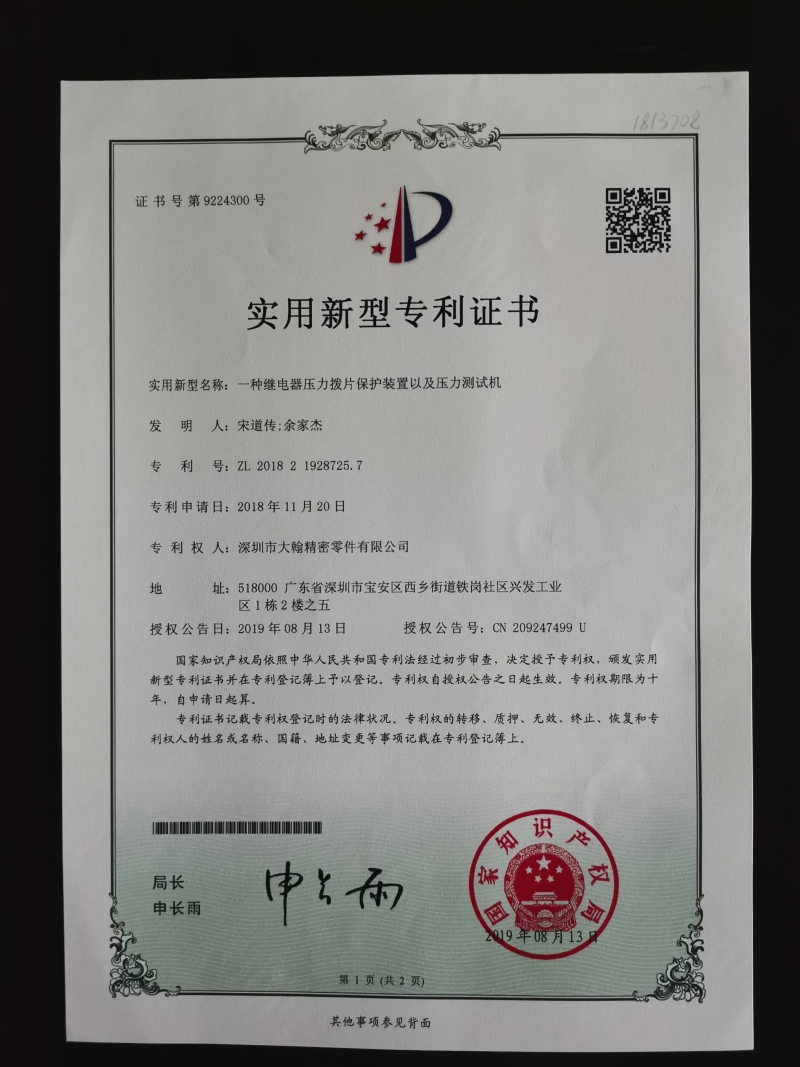 1813708
证书号第9224300号
实用新型专利证书
实用新型名称：一种继电器压力拨片保护装置以及压力测试机
发明人：宋道传;余家杰
专利号：ZL 2018 2 1928725.7
专利申请日：2018年11月20日
专利权人：深圳市大翰精密零件有限公司
地址：518000 广东省深圳市宝安区西乡街道铁岗社区兴发工业
区1栋2楼之五
授权公告日：2019年08月13日 授权公告号：CN 209247499 U
国家知识产权局依照中华人民共和国专利法经过初步审查，决定授予专利权，颁发实用
新型专利证书并在专利登记簿上予以登记。专利权自授权公告之日起生效。专利权期限为十
年，自申请日起算。
专利证书记载专利权登记时的法律状况。专利权的转移、质押、无效、终止、恢复和专
利权人的姓名或名称、国籍、地址变更等事项记载在专利登记簿上。
局长
申长雨
申长雨
国家知识产权局
2019年08月13日
第1页(共2页)
其他事项参见背面